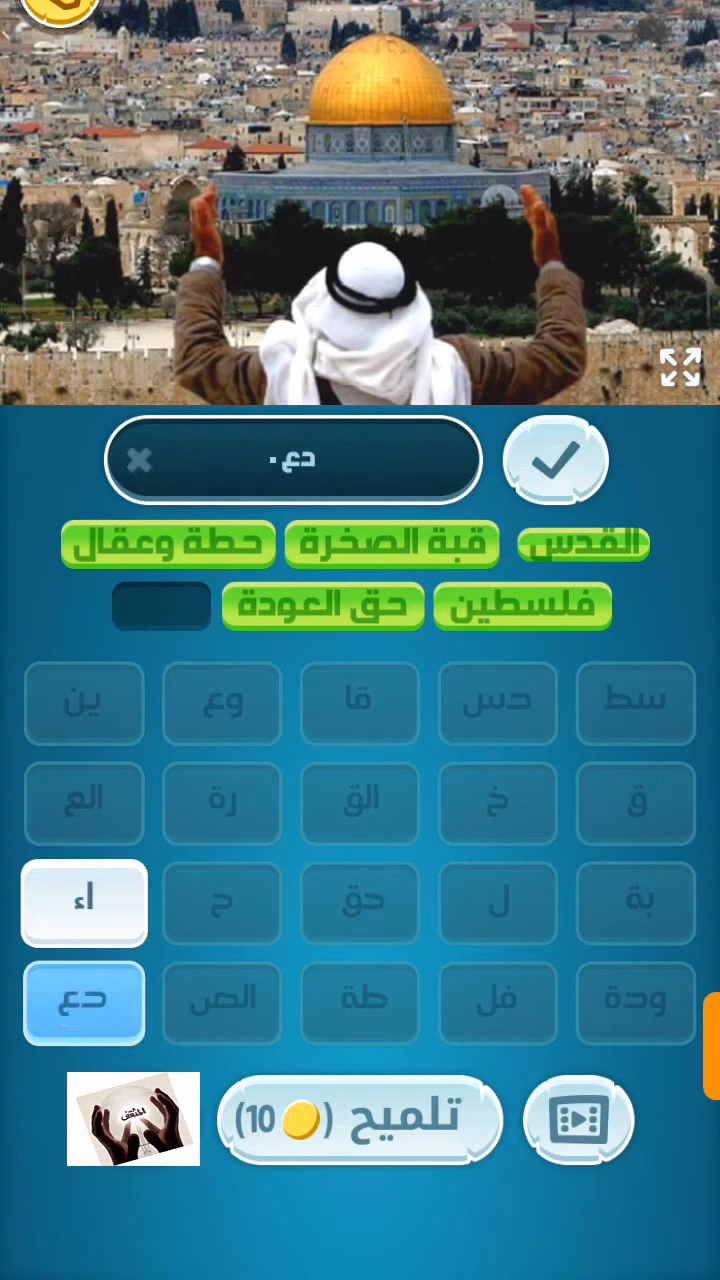 دع .
القدس قبة الصخرة حطة وعقال
فلسطين حق العودة
سط دس قا وع ين
ق خ الق رة الع
بة ل حق ح اء
ودة فل طة الص دع
تلميح (10)